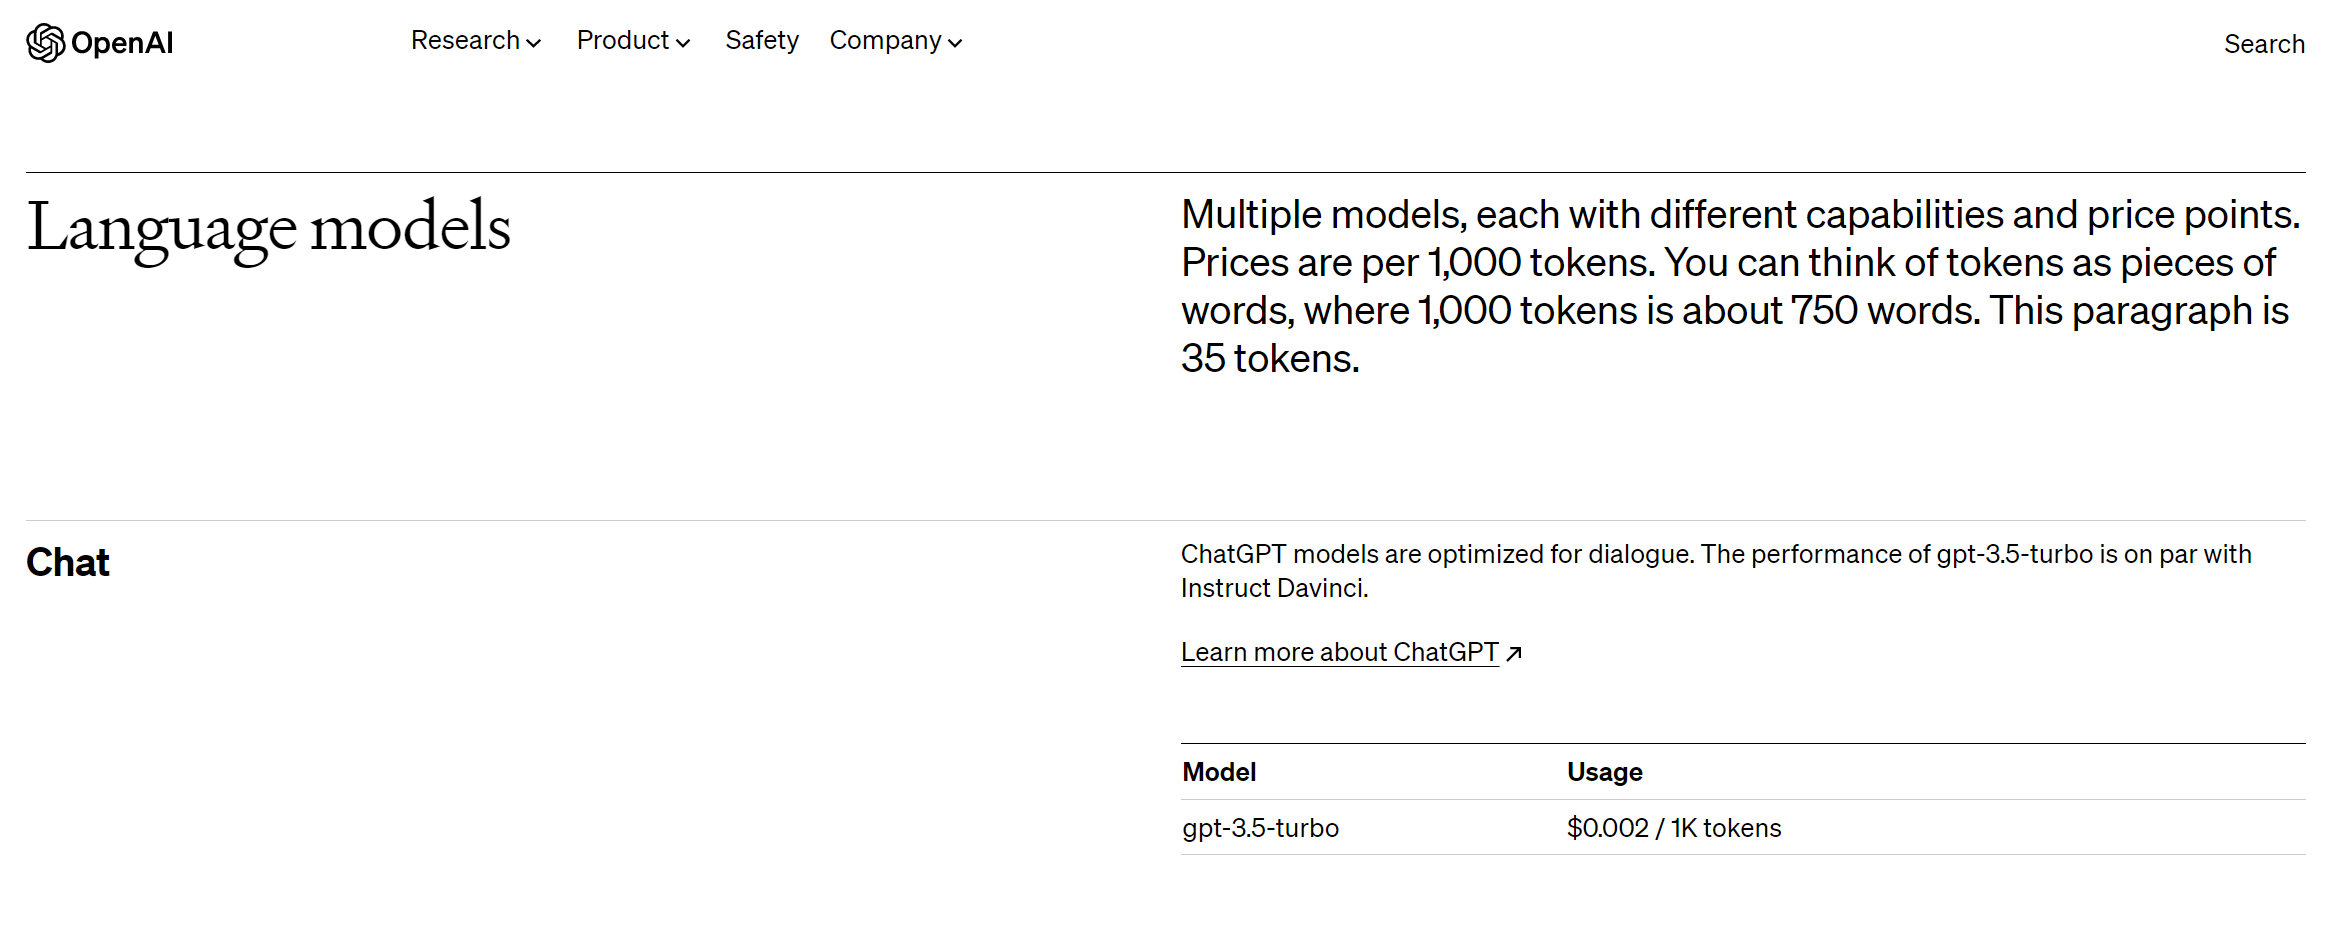 OpenAI
Research
Product
Safety
Company
Search
Language models
Multiple models, each with different capabilities and price points.
Prices are per 1,000 tokens. You can think of tokens as pieces of
words, where 1,000 tokens is about 750 words. This paragraph is
35 tokens.
Chat
ChatGPT models are optimized for dialogue. The performance of gpt-3.5-turbo is on par with
Instruct Davinci.
Learn more about ChatGPT
Model Usage
gpt-3.5-turbo $0.002 / 1K tokens